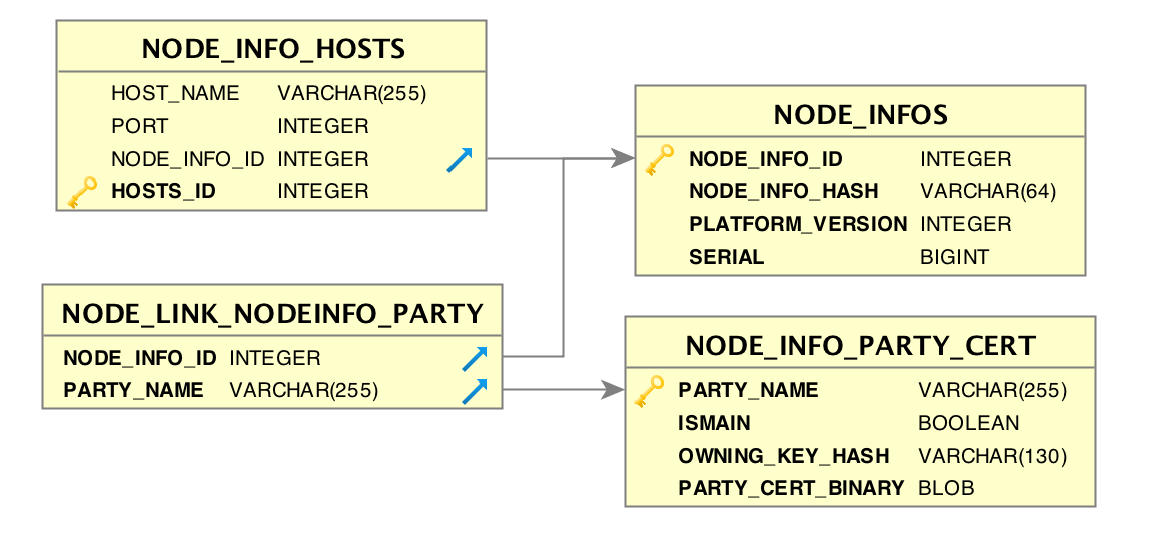 NODE_INFO_HOSTS
HOST_NAME VARCHAR(255)
PORT INTEGER
NODE_INFO_ID INTEGER
HOSTS_ID INTEGER
NODE_INFOS
NODE_INFO_ID INTEGER
NODE_INFO_HASH VARCHAR(64)
PLATFORM_VERSION INTEGER
SERIAL BIGINT
NODE_LINK_NODEINFO_PARTY
NODE_INFO_ID INTEGER
PARTY_NAME VARCHAR(255)
NODE_INFO_PARTY_CERT
PARTY_NAME VARCHAR(255)
ISMAIN BOOLEAN
OWNING_KEY_HASH VARCHAR(130)
PARTY_CERT_BINARY BLOB